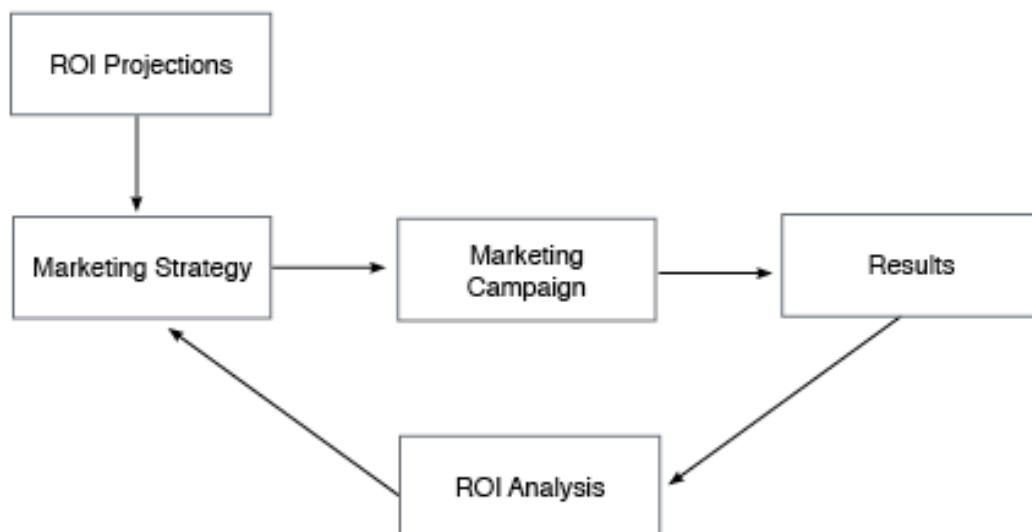 ROI Projections
Marketing Strategy
Marketing
Campaign
Results
ROI Analysis